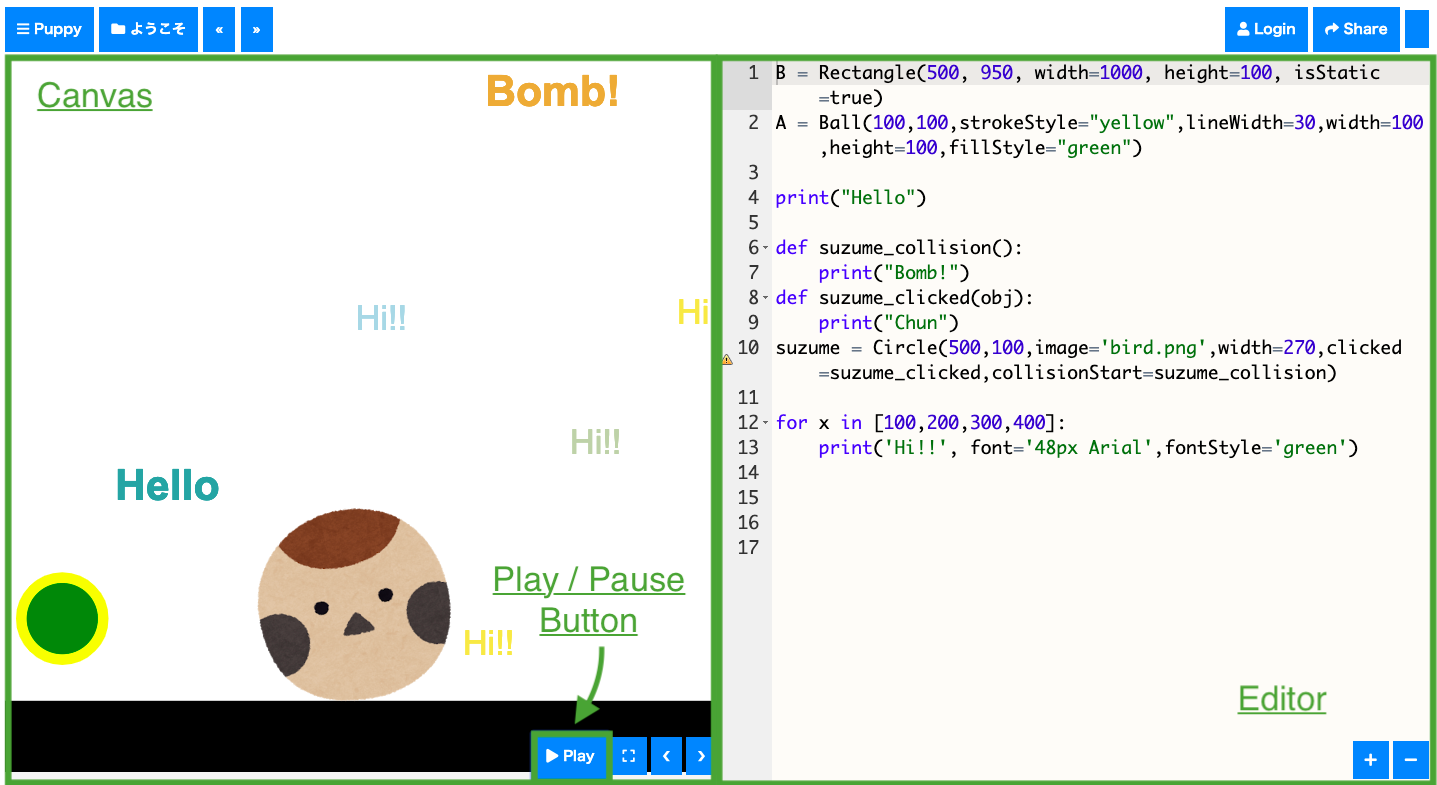 Puppy
ようこそ
«
»
Login
Share
Canvas
Bomb!
Hi!!
Hi
Hi!!
Hello
Play / Pause
Button
Hi!!
Play
‹
›
1 B = Rectangle(500, 950, width=1000, height=100, isStatic
=true)
2 A = Ball(100,100,strokeStyle="yellow",lineWidth=30,width=100
,height=100,fillStyle="green")
3
4 print("Hello")
5
6 def suzume_collision():
7 print("Bomb!")
8 def suzume_clicked(obj):
9 print("Chun")
10 suzume = Circle(500,100,image='bird.png',width=270,clicked
=suzume_clicked,collisionStart=suzume_collision)
11
12 for x in [100,200,300,400]:
13 print('Hi!!', font='48px Arial',fontStyle='green')
14
15
16
17
Editor
+
−